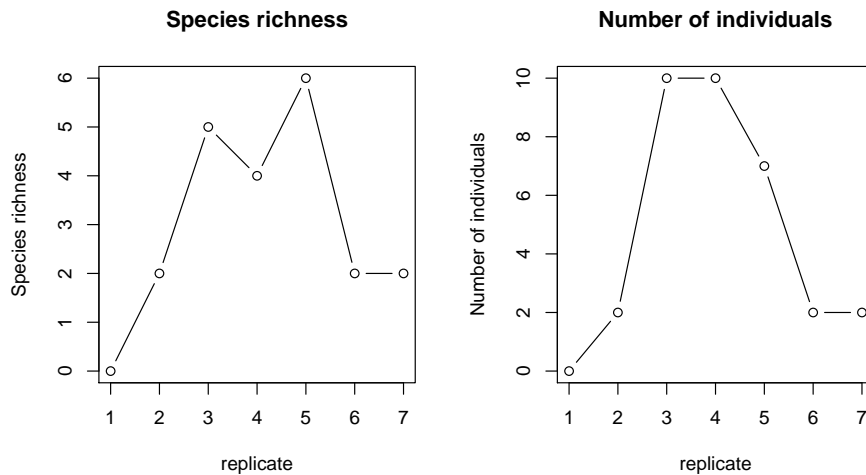 Species richness
Species richness
0
1
2
3
4
5
6
1 2 3 4 5 6 7
replicate
Number of individuals
Number of individuals
0
2
4
6
8
10
1 2 3 4 5 6 7
replicate